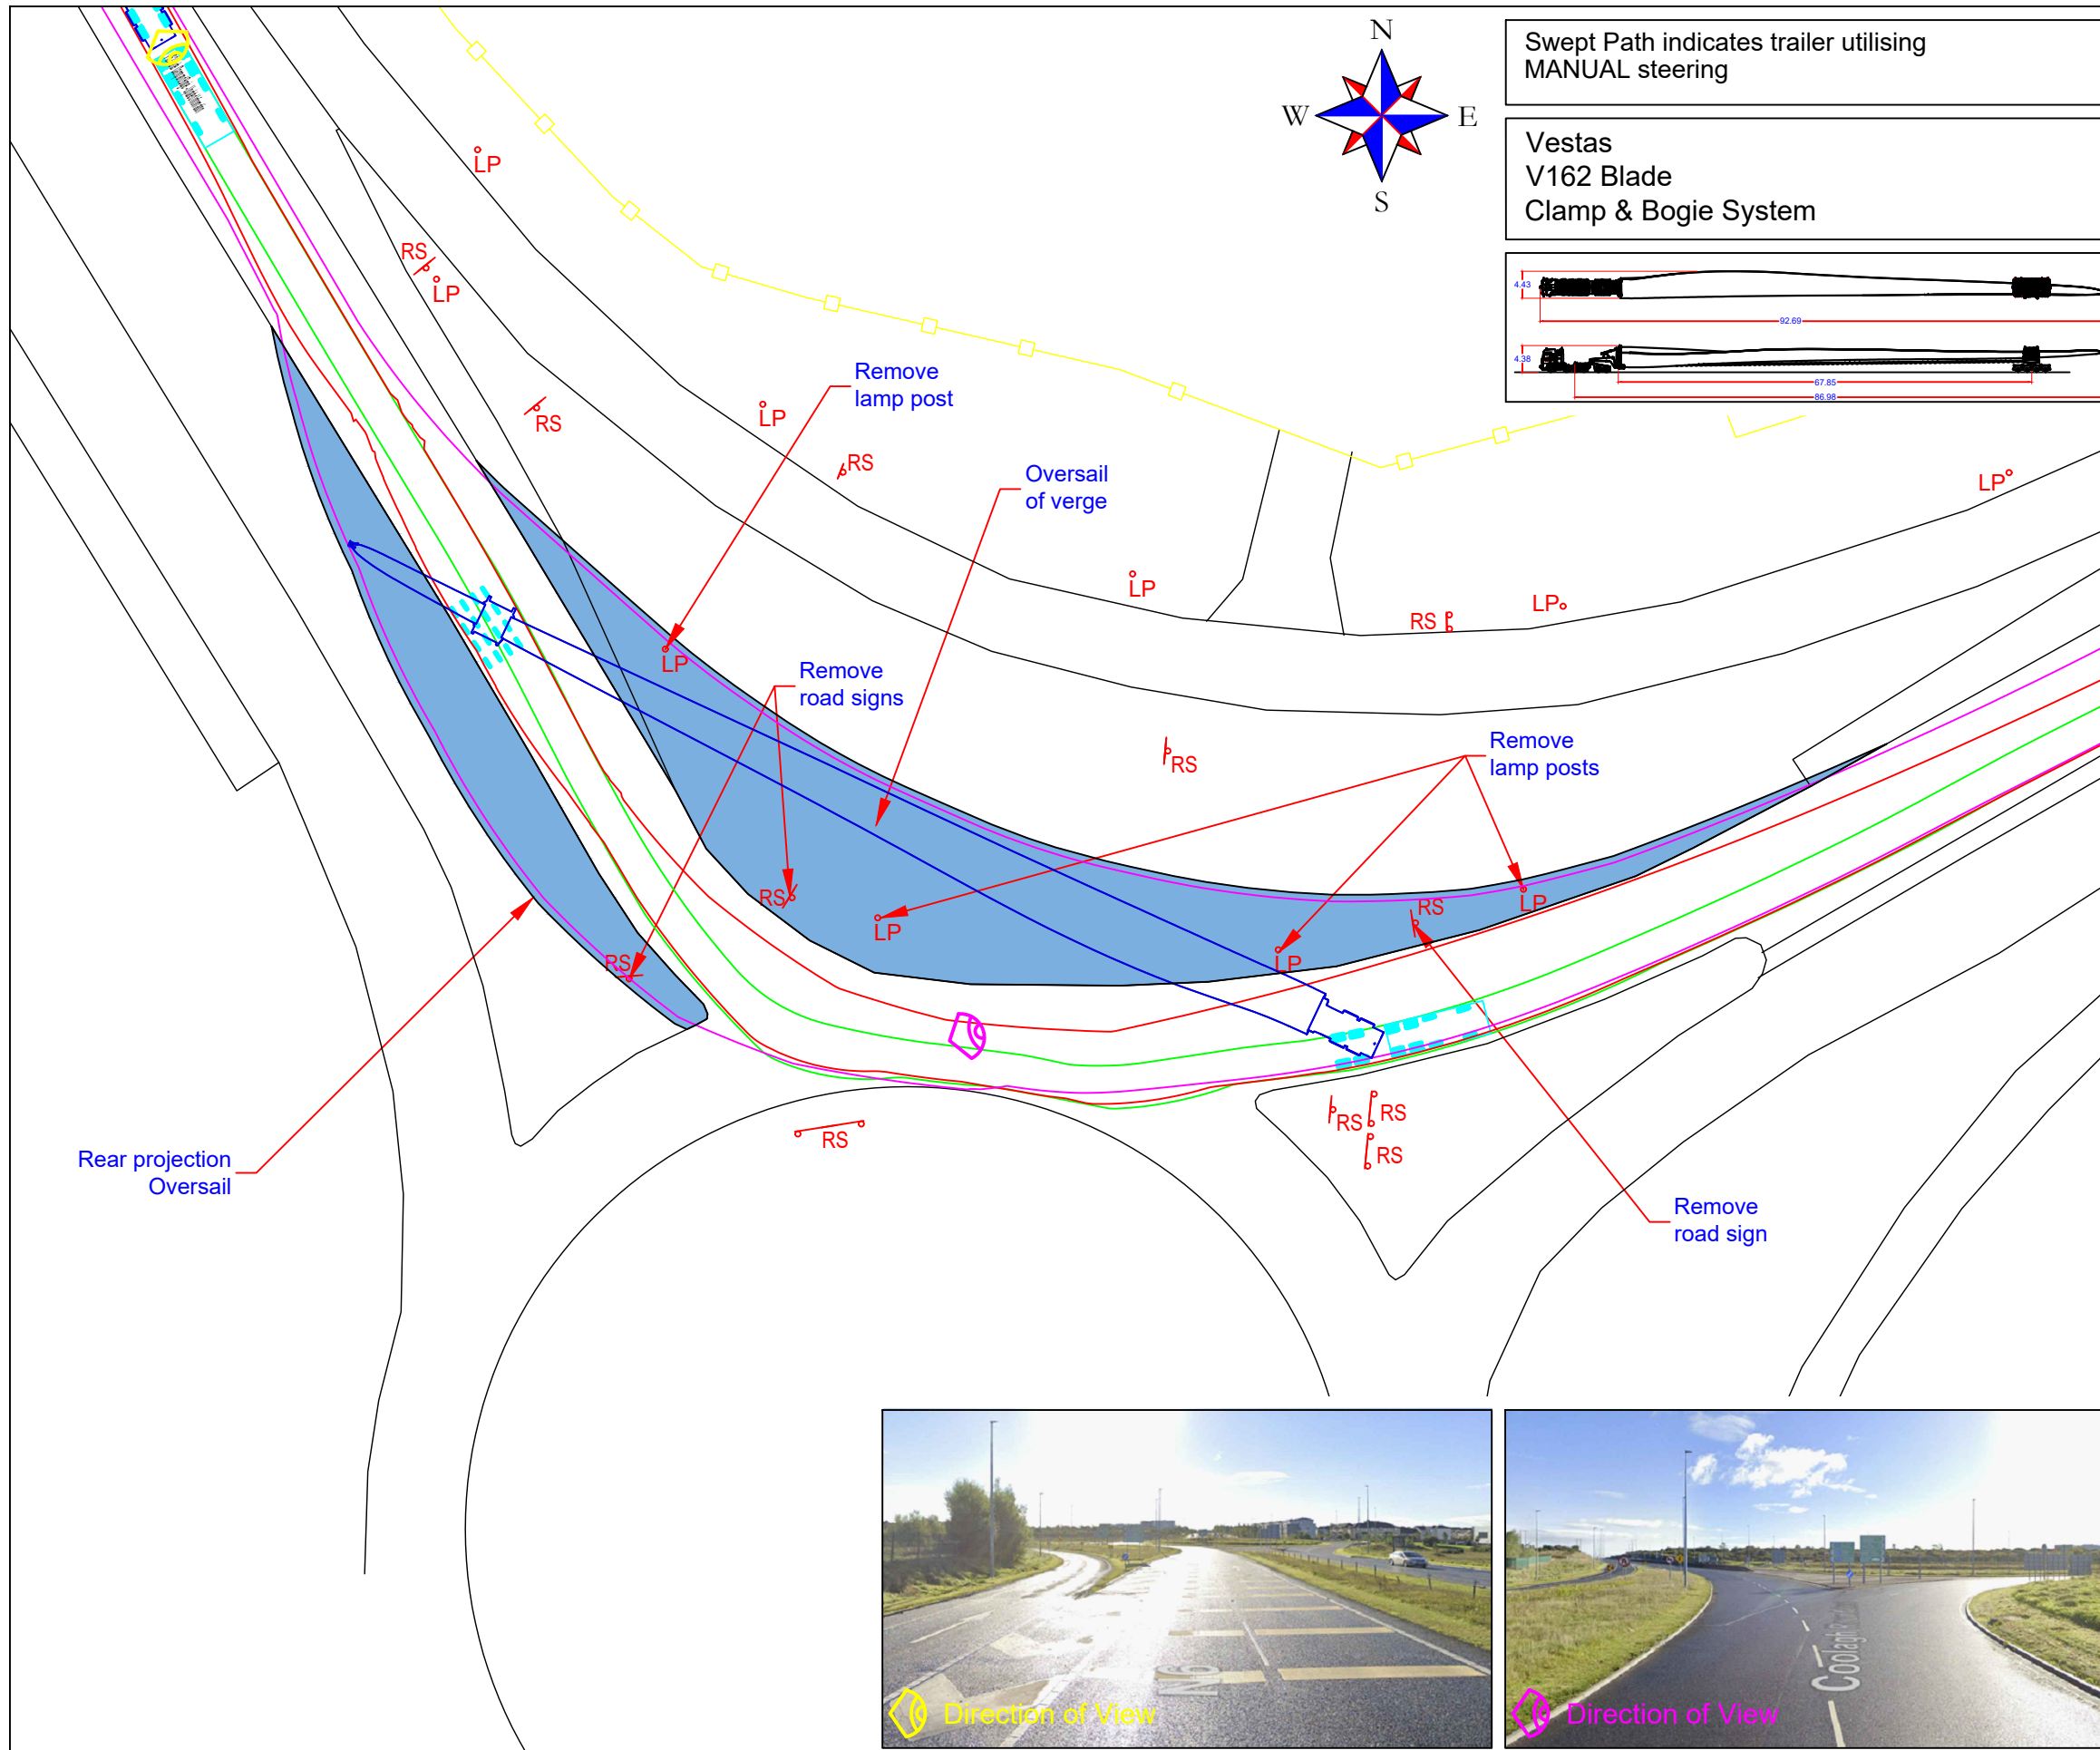 N
W
E
S
Swept Path indicates trailer utilising
MANUAL steering
Vestas
V162 Blade
Clamp & Bogie System
4.43
92.69
4.38
67.85
86.98
LP
RS
LP
RS
LP
RS
Remove
lamp post
Oversail
of verge
LP
LP
RS
LP
LP
Remove
road signs
RS
Remove
lamp posts
RS
LP
RS
LP
LP
RS
RS
RS
RS
RS
RS
Rear projection
Oversail
Remove
road sign
N6
Direction of View
Coolagh
Direction of View